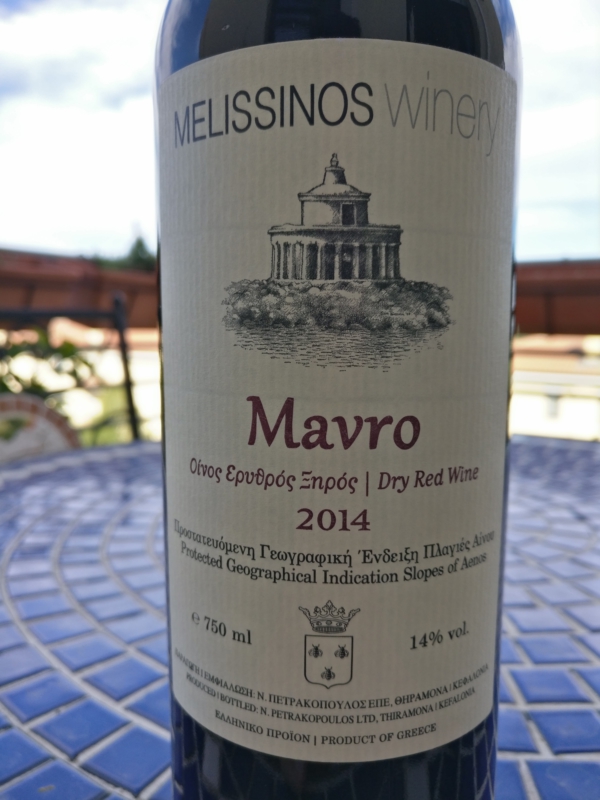 MELISSINOS winery
Mavro
Οίνος Ερυθρός Ξηρός | Dry Red Wine
2014
Προστατευόμενη Γεωγραφική Ένδειξη Πλαγιές Αίνου
Protected Geographical Indication Slopes of Aenos
e 750 ml
14% vol.
ΠΑΡΑΓΩΓΗ | ΕΜΦΙΑΛΩΣΗ: Ν. ΠΕΤΡΑΚΟΠΟΥΛΟΣ ΕΠΕ, ΘΗΡΑΜΟΝΑ | ΚΕΦΑΛΟΝΙΑ
PRODUCED | BOTTLED: N. PETRAKOPOULOS LTD, THIRAMONA | KEFALONIA
ΕΛΛΗΝΙΚΟ ΠΡΟΪΟΝ | PRODUCT OF GREECE